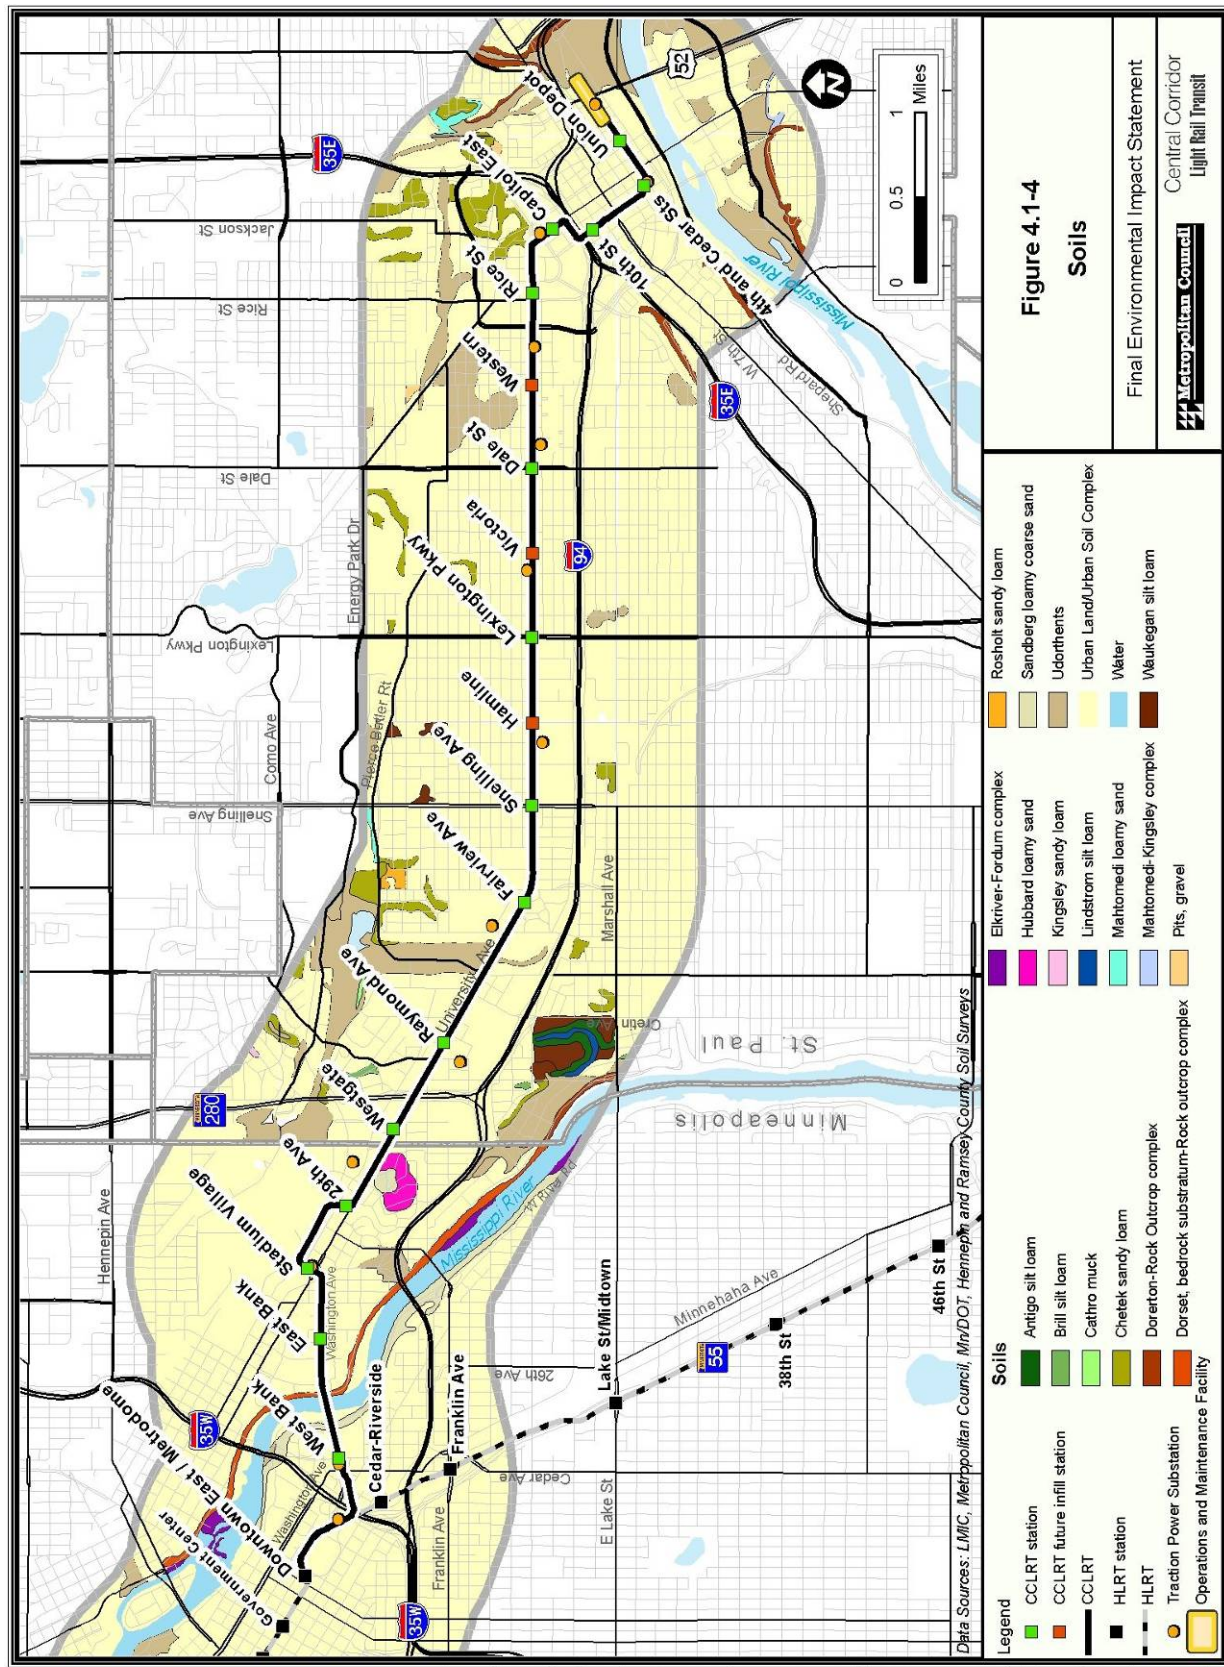 Hennepin Ave
Como Ave
Snelling Ave
Lexington Pkwy
Energy Park Dr
Pierce Butler Rt
Dale St
Rice St
Jackson St
280
35E
35W
Government Center
Downtown East / Metrodome
West Bank
East Bank
Stadium Village
29th Ave
Westgate
Raymond Ave
Fairview Ave
Snelling Ave
Hamline
Lexington Pkwy
Victoria
Dale St
Western
Rice St
Capitol East
10th St
4th and Cedar Sts
Union Depot
52
Washington Ave
Washington Ave
University Ave
94
35W
35E
Cedar-Riverside
Franklin Ave
Franklin Ave
Cedar Ave
26th Ave
Mississippi River
W River Rd
Cretin Ave
Marshall Ave
W 7th St
Shepard Rd
Mississippi River
E Lake St
Lake St/Midtown
55
Minnehaha Ave
38th St
46th St
Minneapolis
St. Paul
N
0 0.5 1
Miles
Data Sources: LMIC, Metropolitan Council, Mn/DOT, Hennepin and Ramsey County Soil Surveys
Legend
CCLRT station
CCLRT future infill station
CCLRT
HLRT station
HLRT
Traction Power Substation
Operations and Maintenance Facility
Soils
Antigo silt loam
Brill silt loam
Cathro muck
Chetek sandy loam
Dorerton-Rock Outcrop complex
Dorset, bedrock substratum-Rock outcrop complex
Elkriver-Fordum complex
Hubbard loamy sand
Kingsley sandy loam
Lindstrom silt loam
Mahtomedi loamy sand
Mahtomedi-Kingsley complex
Pits, gravel
Rosholt sandy loam
Sandberg loamy coarse sand
Udorthents
Urban Land/Urban Soil Complex
Water
Waukegan silt loam
Figure 4.1-4
Soils
Final Environmental Impact Statement
Metropolitan Council
Central Corridor
Light Rail Transit